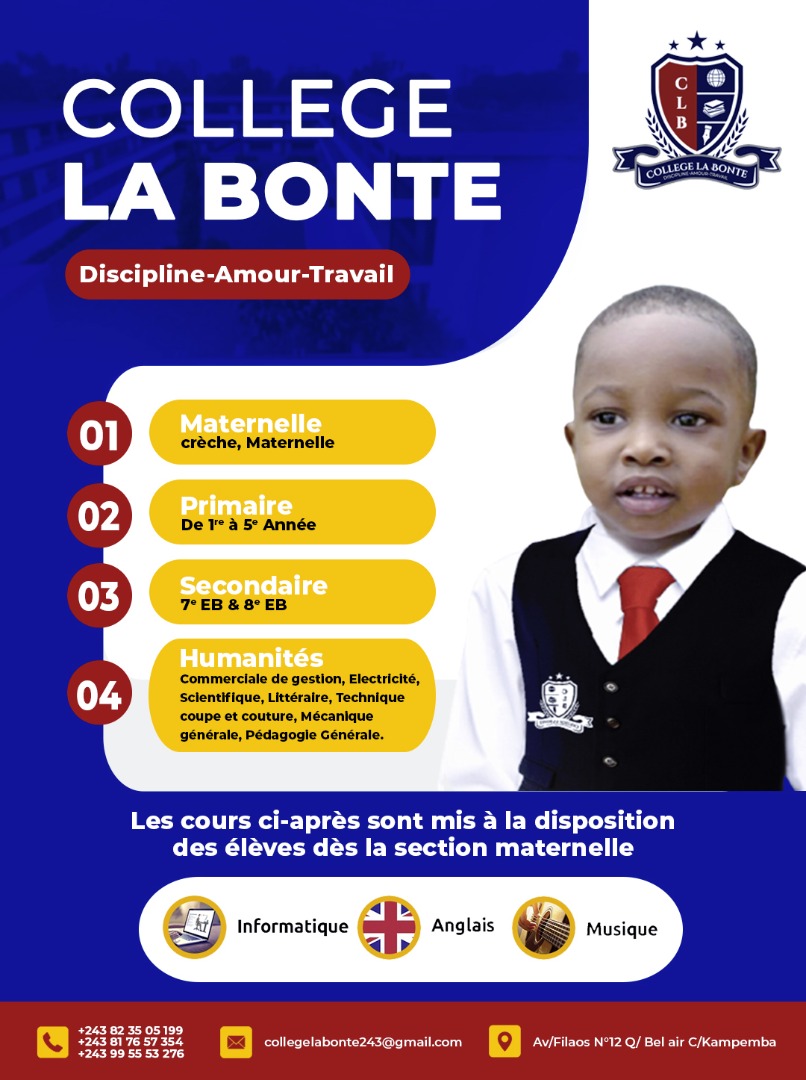 COLLEGE
LA BONTE
Discipline-Amour-Travail
C
L
B
COLLEGE LA BONTE
DISCIPLINE-AMOUR-TRAVAIL
01
Maternelle
crèche, Maternelle
02
Primaire
De 1re à 5e Année
03
Secondaire
7e EB & 8e EB
04
Humanités
Commerciale de gestion, Electricité,
Scientifique, Littéraire, Technique
coupe et couture, Mécanique
générale, Pédagogie Générale.
Les cours ci-après sont mis à la disposition
des élèves dès la section maternelle
Informatique
Anglais
Musique
+243 82 35 05 199
+243 81 76 57 354
+243 99 55 53 276
collegelabonte243@gmail.com
Av/Filaos N°12 Q/ Bel air C/Kampemba